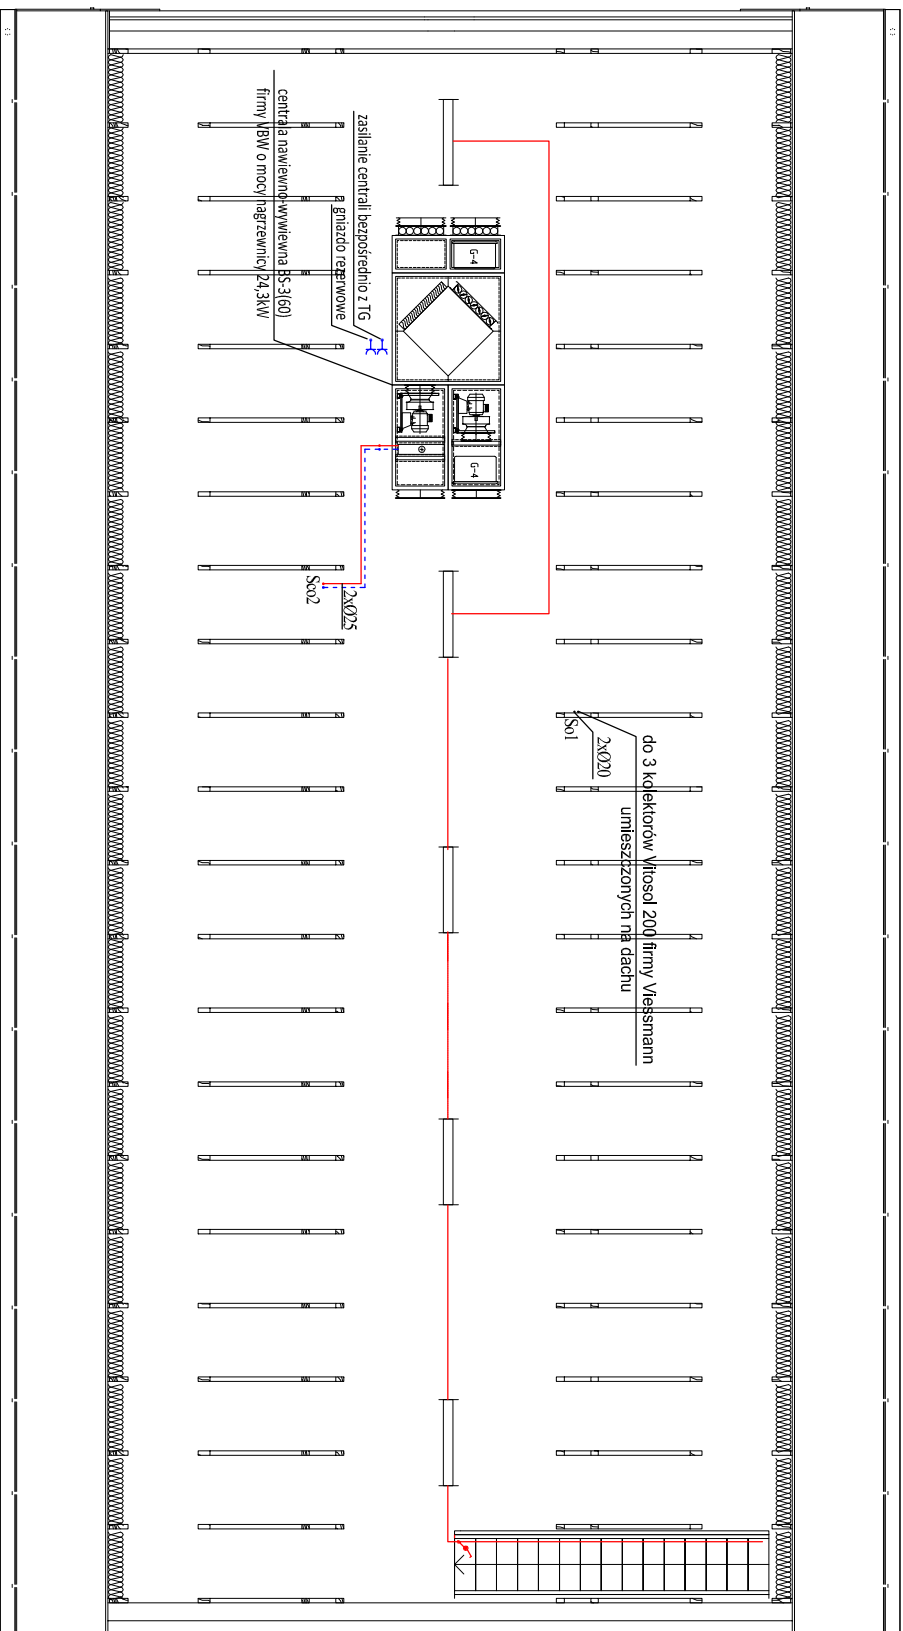 zasilanie centrali bezpośrednio z TG
gniazdo rezerwowe
centrala nawiewno-wywiewna BS-3(60)
firmy VBW o mocy nagrzewnicy 24,3kW
G-4
G-4
2xØ25
Sco2
do 3 kolektorów Vitosol 200 firmy Viessmann
umieszczonych na dachu
2xØ20
So1